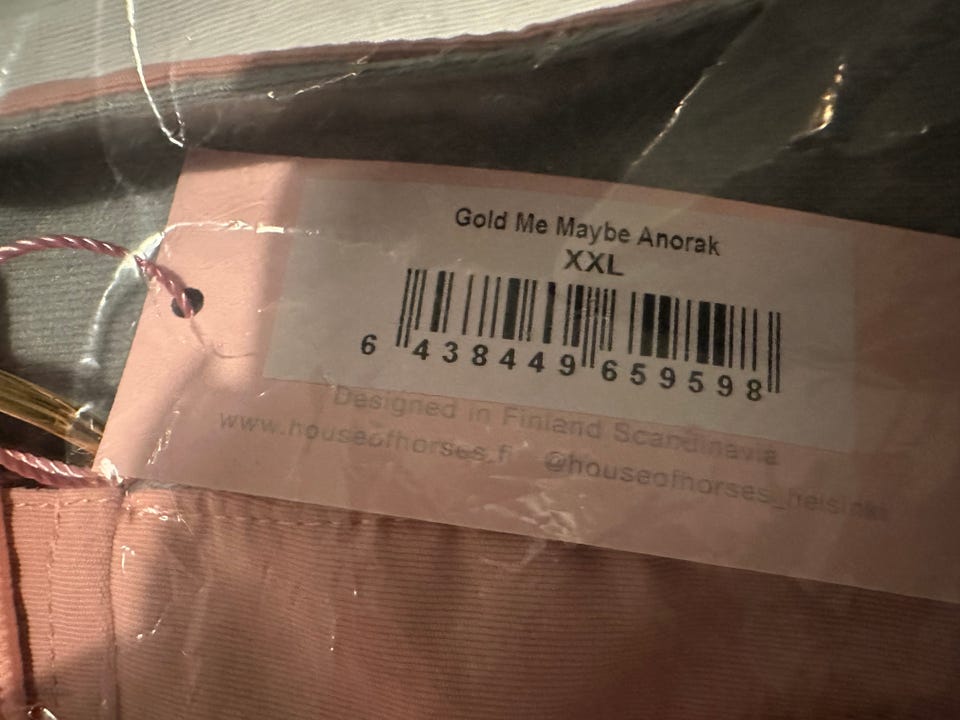 Gold Me Maybe Anorak
XXL
6 438449 659598
Designed in Finland Scandinavia
www.houseofhorses.fi @houseofhorses_helsinki